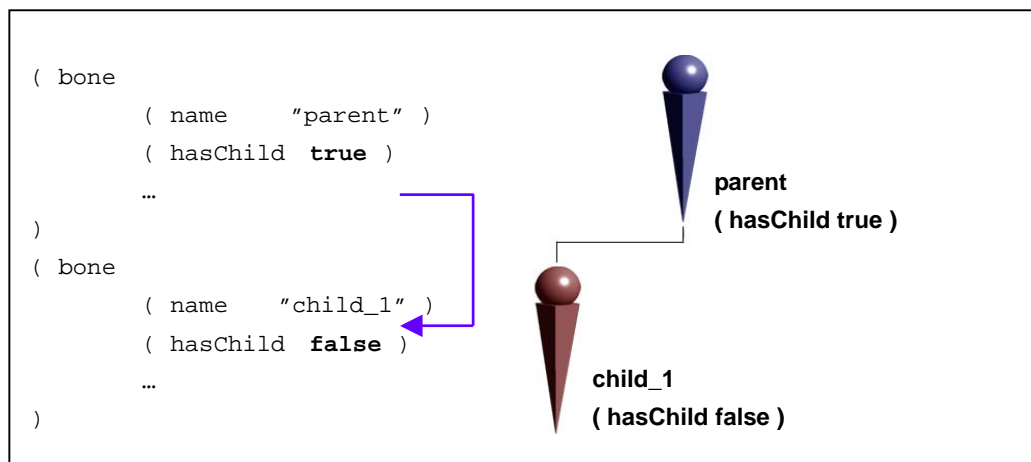 ( bone
( name ″parent″ )
( hasChild true )
…
)
( bone
( name ″child_1″ )
( hasChild false )
…
)
parent
( hasChild true )
child_1
( hasChild false )